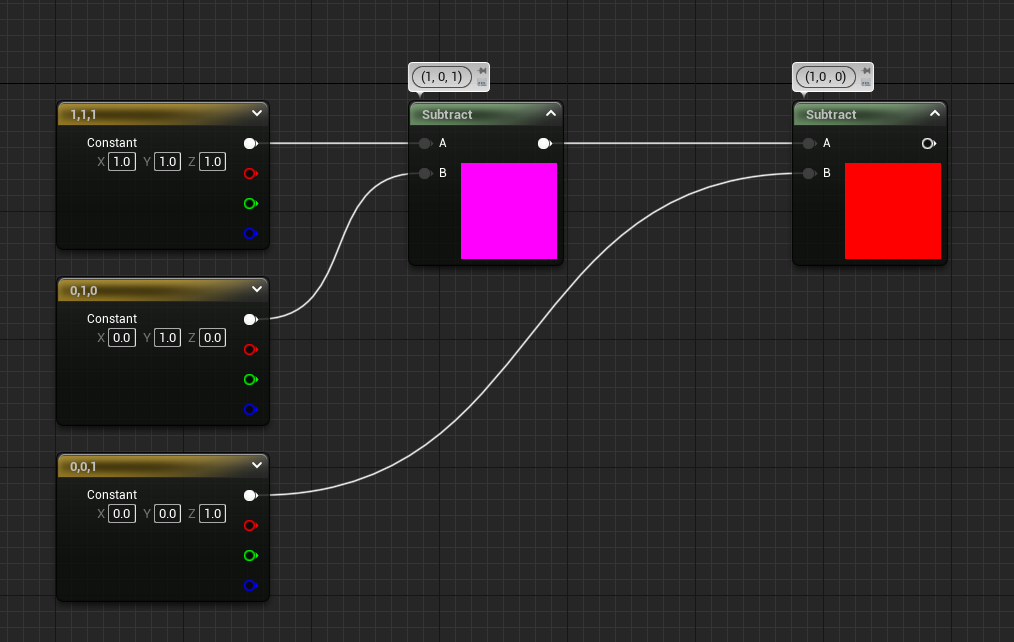 (1, 0, 1)
(1,0 , 0)
1,1,1
Constant
X 1.0 Y 1.0 Z 1.0
Subtract
A
B
Subtract
A
B
0,1,0
Constant
X 0.0 Y 1.0 Z 0.0
0,0,1
Constant
X 0.0 Y 0.0 Z 1.0